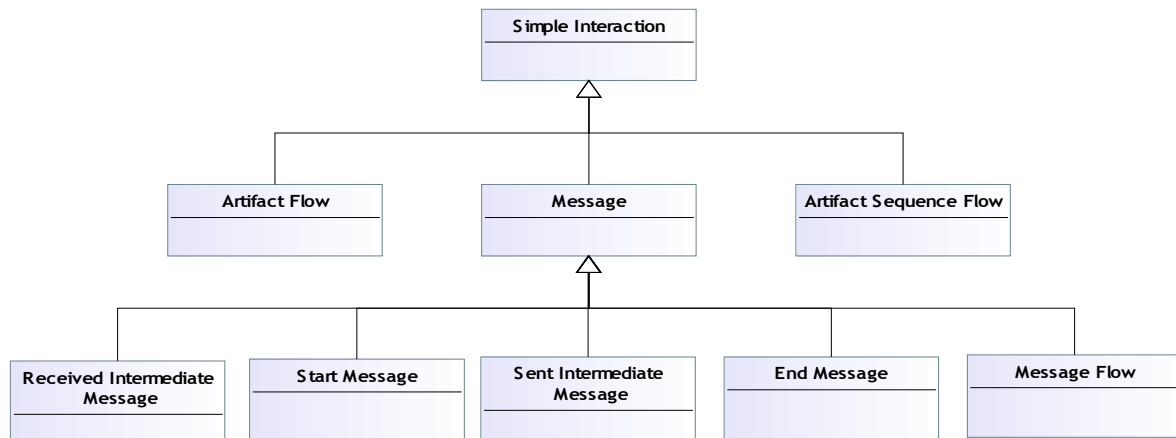 Simple Interaction
Artifact Flow
Message
Artifact Sequence Flow
Received Intermediate
Message
Start Message
Sent Intermediate
Message
End Message
Message Flow